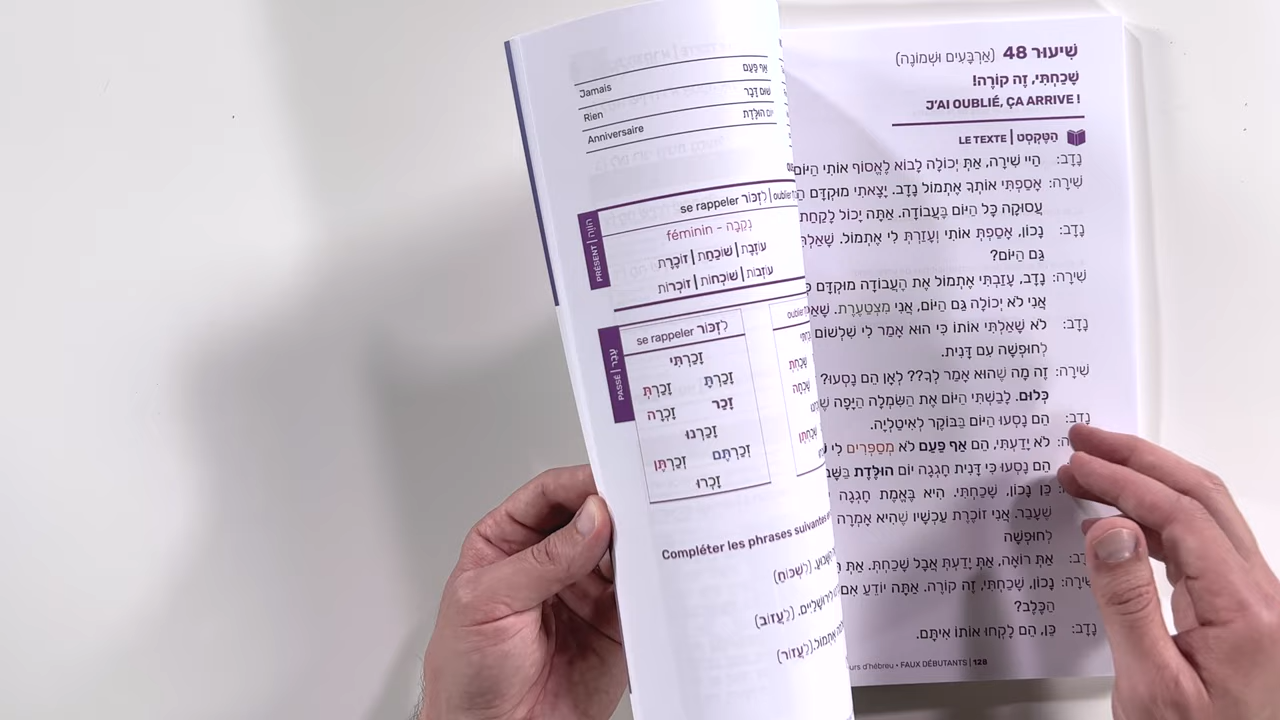 Jamais אַף פַּעַם
Rien שׁוּם דָּבָר
Anniversaire יוֹם הוּלֶּדֶת
se rappeler לִזְכּוֹר | oublier
féminin - נְקֵבָה
עוֹזֶבֶת | שׁוֹכַחַת | זוֹכֶרֶת
עוֹזְבוֹת | שׁוֹכְחוֹת | זוֹכְרוֹת
PRÉSENT | הוֹוֶה
se rappeler לִזְכּוֹר
זָכַרְתִּי
זָכַרְתָּ זָכַרְתְּ
זָכַר זָכְרָה
זָכַרְנוּ
זְכַרְתֶּם זְכַרְתֶּן
זָכְרוּ
PASSÉ | עָבָר
oublier
שָׁכַחְתְּ
שָׁכְחָה
Compléter les phrases suivantes
(לִשְׁכּוֹחַ)
(לַעֲזוֹב)
(לַעֲזוֹר)
שִׁיעוּר 48 (אַרְבָּעִים וּשְׁמוֹנֶה)
שָׁכַחְתִּי, זֶה קוֹרֶה!
J'AI OUBLIÉ, ÇA ARRIVE !
LE TEXTE | הַטֶּקְסְט
נָדָב: הַיי שִׁירָה, אַתְּ יְכוֹלָה לָבוֹא לֶאֱסוֹף אוֹתִי הַיּוֹם
שִׁירָה: אָסַפְתִּי אוֹתְךָ אֶתְמוֹל נָדָב. יָצָאתִי מוּקְדָּם
עֲסוּקָה כָּל הַיּוֹם בַּעֲבוֹדָה. אַתָּה יָכוֹל לָקַחַת
נָדָב: נָכוֹן, אָסַפְתְּ אוֹתִי וְעָזַרְתְּ לִי אֶתְמוֹל.
גַּם הַיּוֹם?
שִׁירָה: נָדָב, עָזַבְתִּי אֶתְמוֹל אֶת הָעֲבוֹדָה מוּקְדָּם
אֲנִי לֹא יְכוֹלָה גַּם הַיּוֹם, אֲנִי מִצְטַעֶרֶת.
נָדָב: לֹא שָׁאַלְתִּי אוֹתוֹ כִּי הוּא אָמַר לִי שִׁלְשׁוֹם
לְחוּפְשָׁה עִם דָּנִית.
שִׁירָה: זֶה מָה שֶׁהוּא אָמַר לְךָ?? לְאָן הֵם נָסְעוּ?
כְּלוּם. לָבַשְׁתִּי הַיּוֹם אֶת הַשִּׂמְלָה הַיָּפָה
נָדָב: הֵם נָסְעוּ הַיּוֹם בַּבּוֹקֶר לְאִיטַלְיָה.
לֹא יָדַעְתִּי, הֵם אַף פַּעַם לֹא מְסַפְּרִים לִי
הֵם נָסְעוּ כִּי דָּנִית חָגְגָה יוֹם הוּלֶּדֶת
כֵּן נָכוֹן, שָׁכַחְתִּי. הִיא בֶּאֱמֶת חָגְגָה
שֶׁעָבַר. אֲנִי זוֹכֶרֶת עַכְשָׁיו שֶׁהִיא אָמְרָה
לְחוּפְשָׁה
אַתְּ רוֹאָה, אַתְּ יָדַעְתְּ אֲבָל שָׁכַחַתְּ. אַתְּ
שִׁירָה: נָכוֹן, שָׁכַחְתִּי, זֶה קוֹרֶה. אַתָּה יוֹדֵעַ אִם
הַכֶּלֶב?
נָדָב: כֵּן, הֵם לָקְחוּ אוֹתוֹ אִיתָּם.
d'hébreu • FAUX DÉBUTANTS | 128